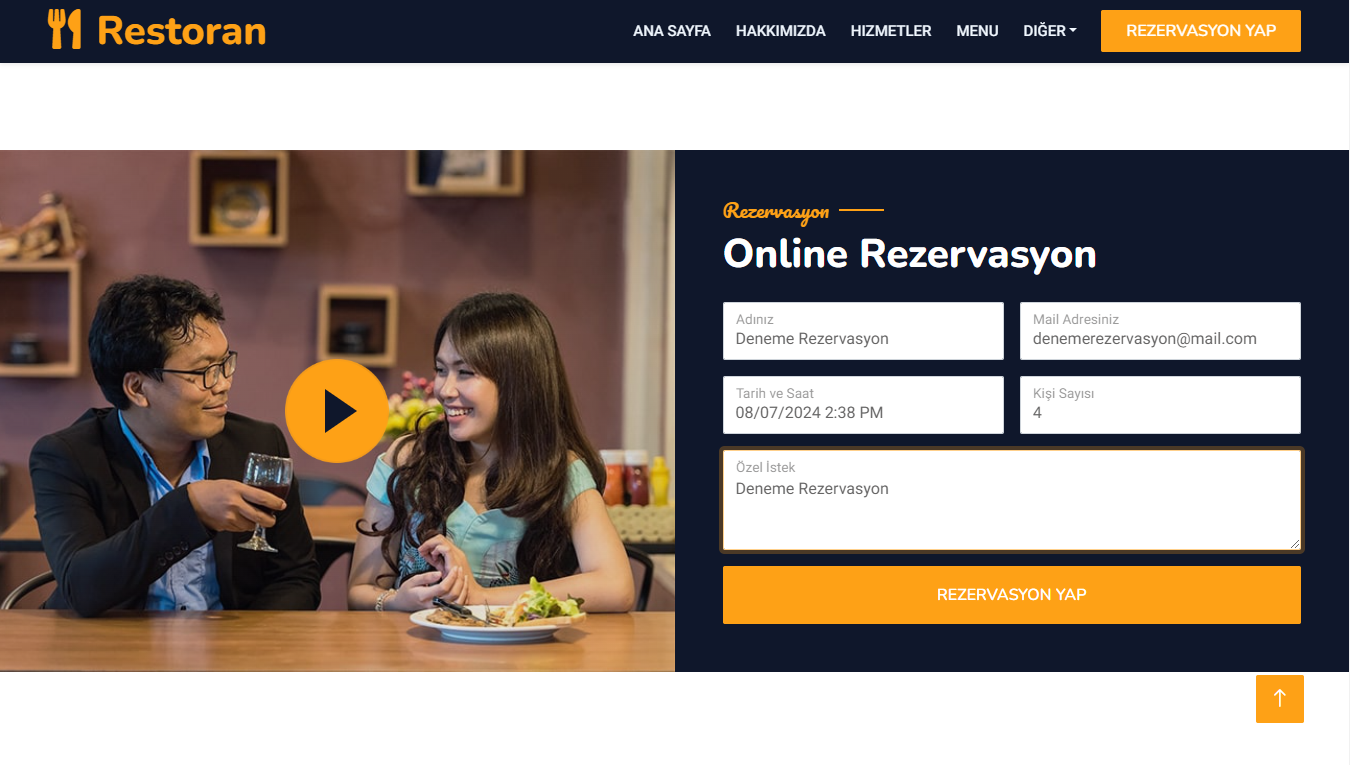 Restoran
ANA SAYFA HAKKIMIZDA HIZMETLER MENU DIĞER REZERVASYON YAP
Rezervasyon
Online Rezervasyon
Adınız
Deneme Rezervasyon
Mail Adresiniz
denemerezervasyon@mail.com
Tarih ve Saat
08/07/2024 2:38 PM
Kişi Sayısı
4
Özel İstek
Deneme Rezervasyon
REZERVASYON YAP